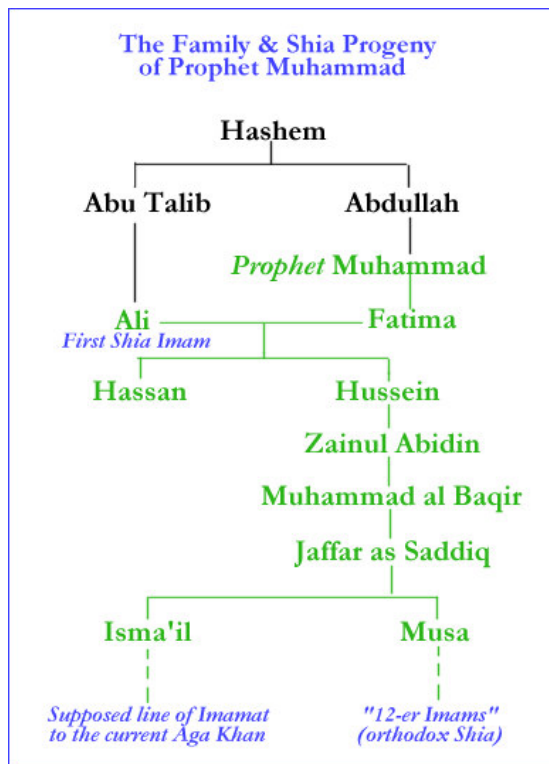 The Family & Shia Progeny
of Prophet Muhammad
Hashem
Abu Talib
Abdullah
Prophet Muhammad
Ali
Fatima
First Shia Imam
Hassan
Hussein
Zainul Abidin
Muhammad al Baqir
Jaffar as Saddiq
Isma'il
Musa
Supposed line of Imamat
to the current Aga Khan
"12-er Imams"
(orthodox Shia)